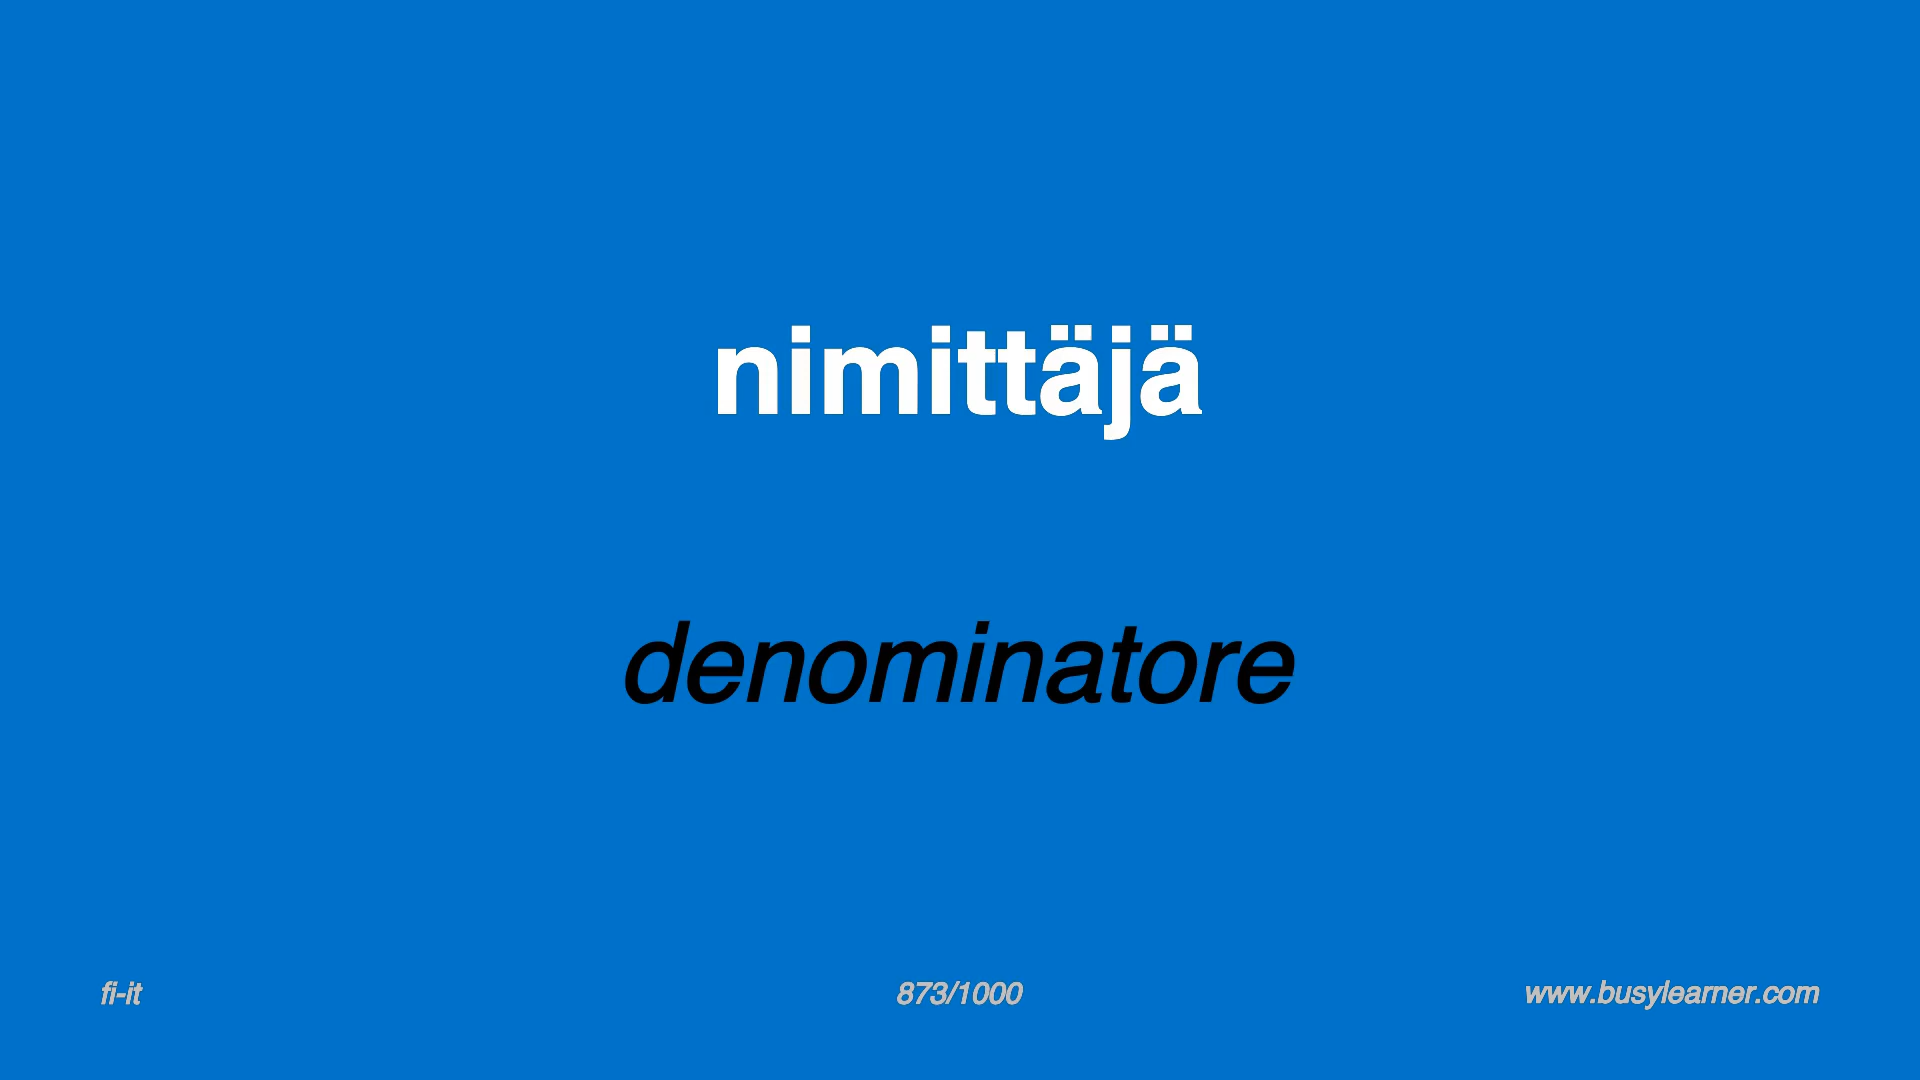 nimittäjä
denominatore
fi-it
873/1000
www.busylearner.com